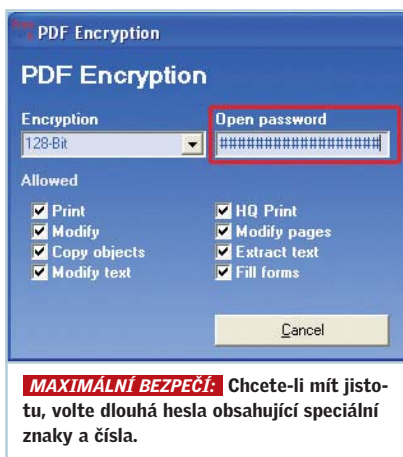 PDF Encryption
PDF Encryption
Encryption Open password
128-Bit ##################
Allowed
Print HQ Print
Modify Modify pages
Copy objects Extract text
Modify text Fill forms
Cancel
MAXIMÁLNÍ BEZPEČÍ: Chcete-li mít jisto-
tu, volte dlouhá hesla obsahující speciální
znaky a čísla.